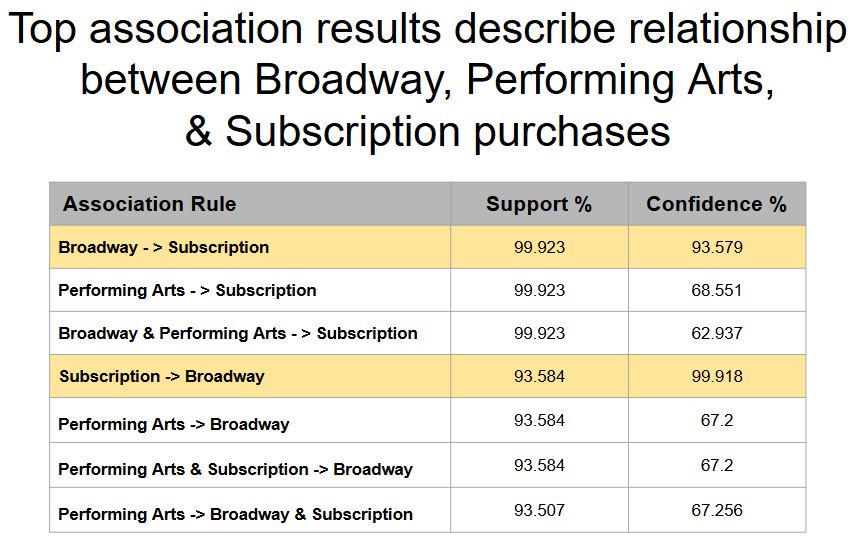 Top association results describe relationship
between Broadway, Performing Arts,
& Subscription purchases
Association Rule Support % Confidence %
Broadway - > Subscription 99.923 93.579
Performing Arts - > Subscription 99.923 68.551
Broadway & Performing Arts - > Subscription 99.923 62.937
Subscription -> Broadway 93.584 99.918
Performing Arts -> Broadway 93.584 67.2
Performing Arts & Subscription -> Broadway 93.584 67.2
Performing Arts -> Broadway & Subscription 93.507 67.256